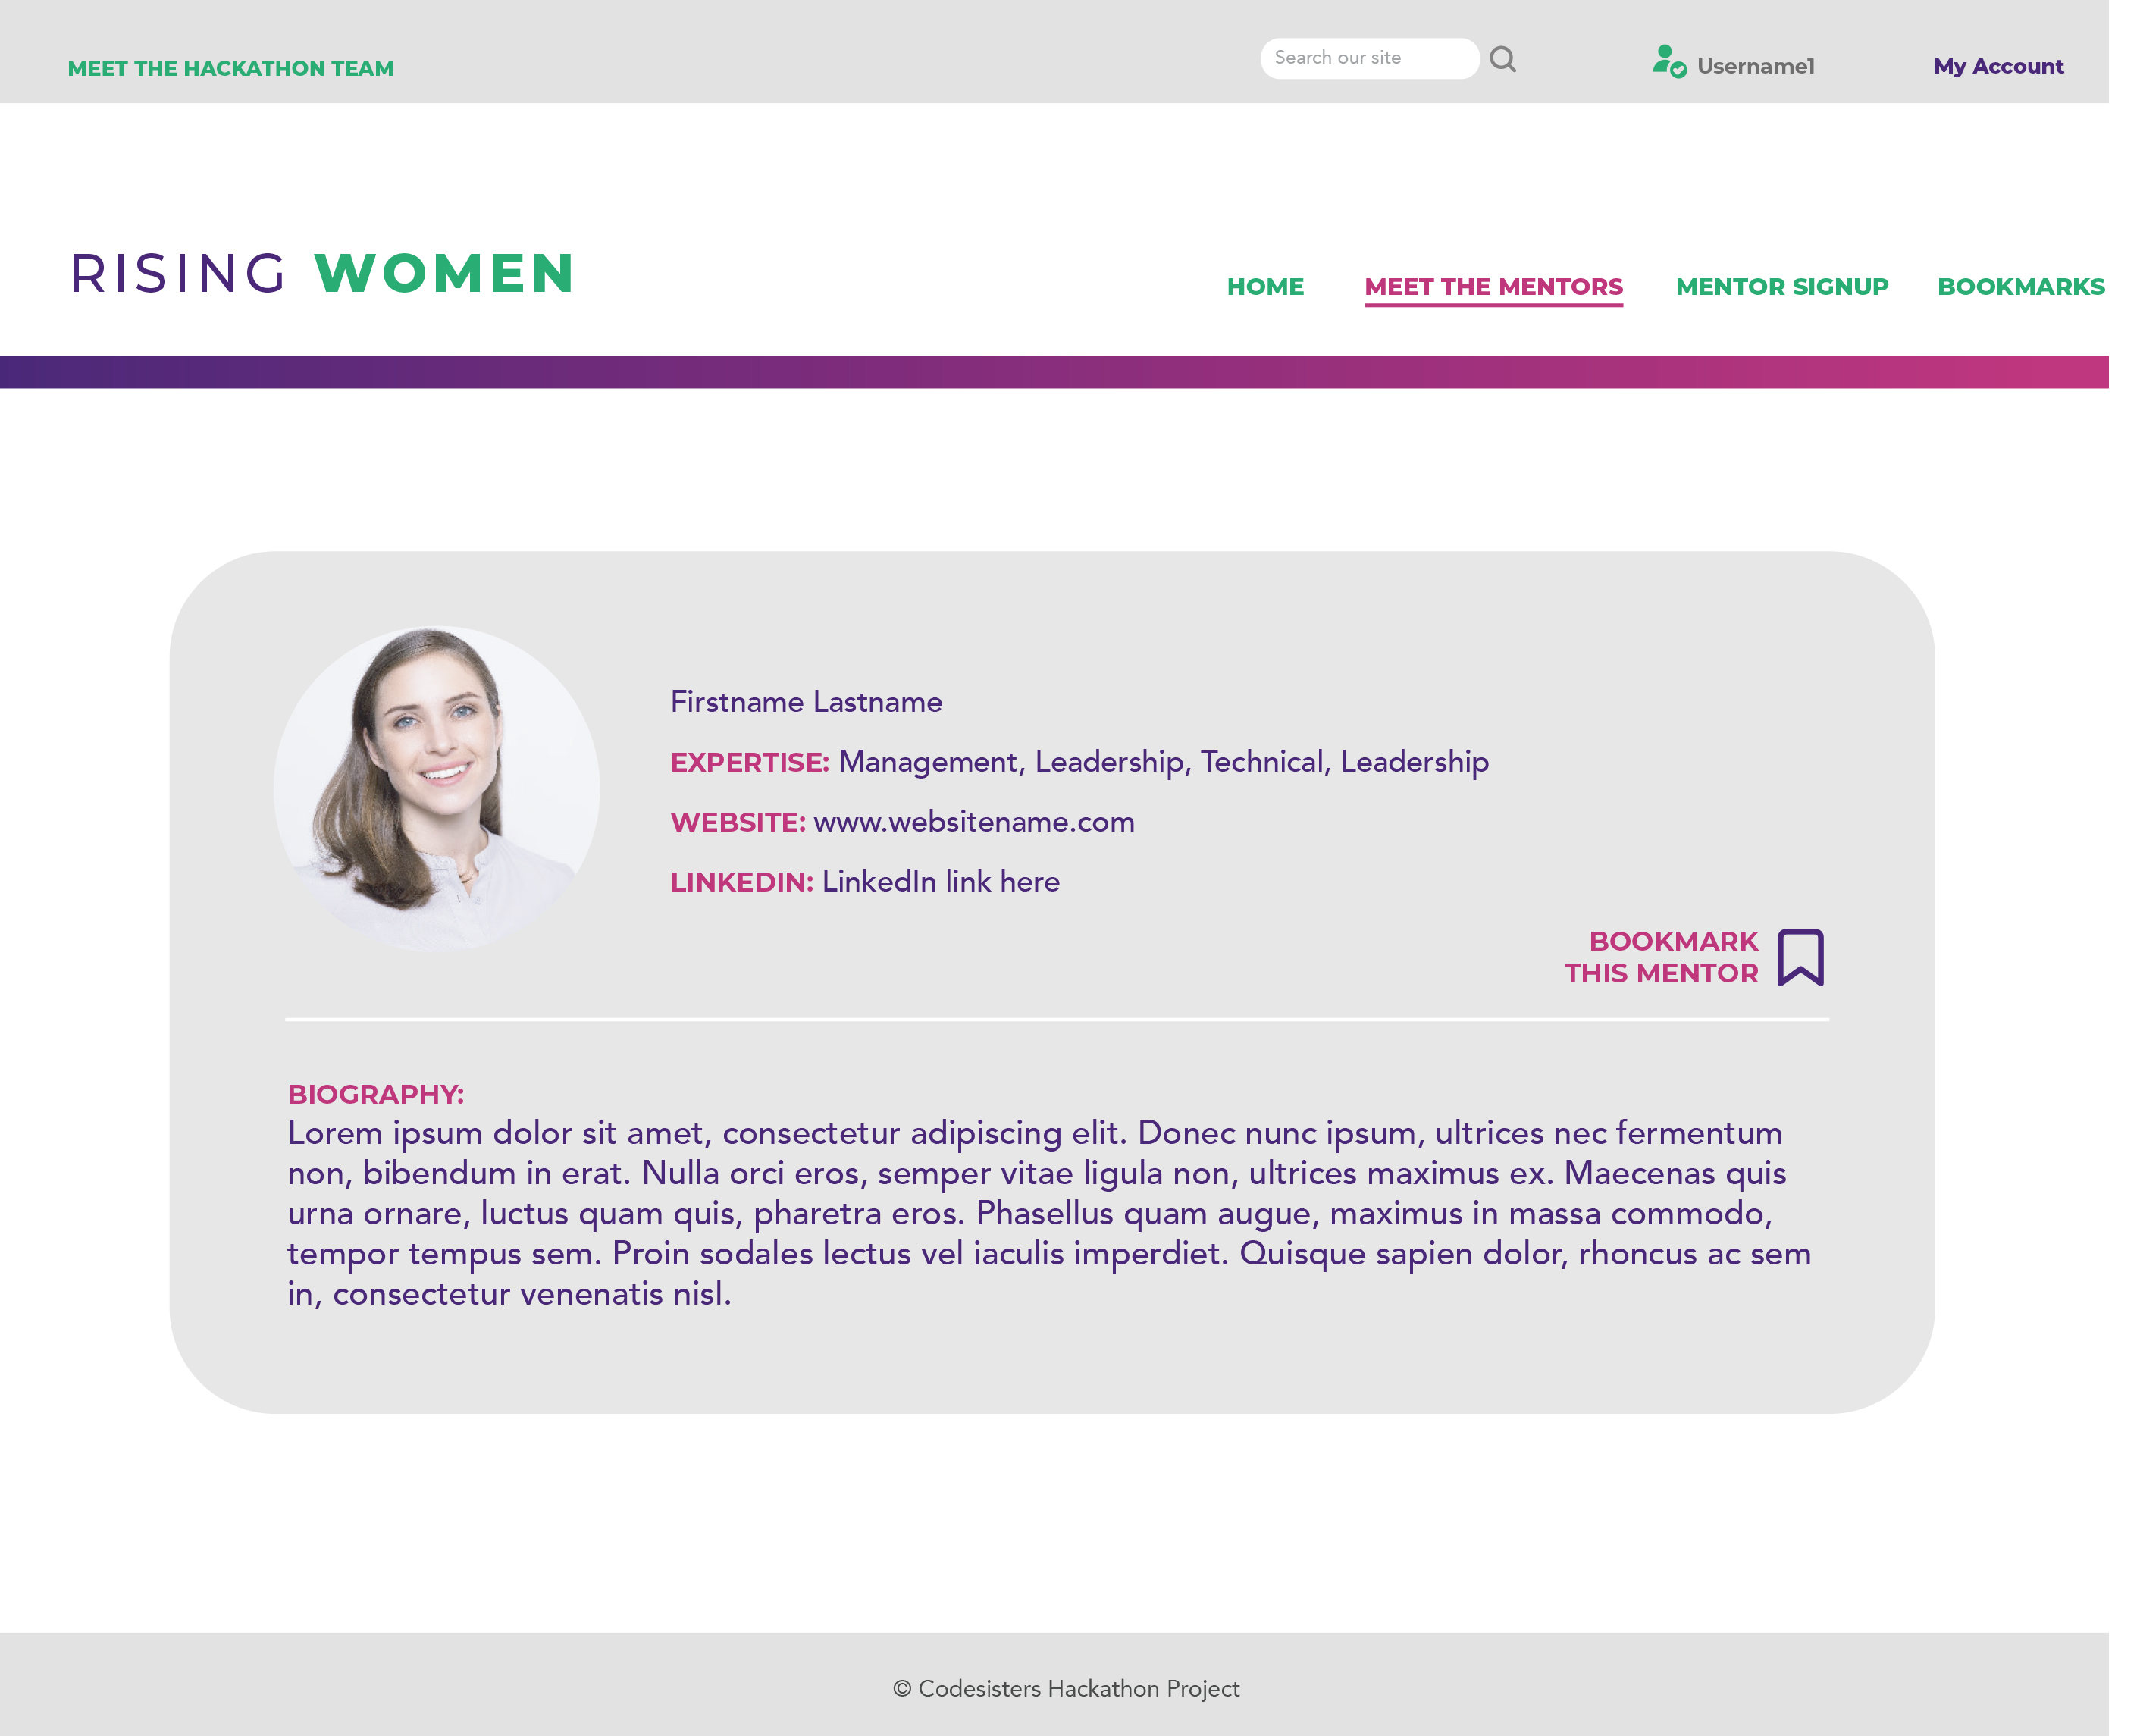 MEET THE HACKATHON TEAM
Search our site
Username1
My Account
RISING WOMEN
HOME
MEET THE MENTORS
MENTOR SIGNUP
BOOKMARKS
Firstname Lastname
EXPERTISE: Management, Leadership, Technical, Leadership
WEBSITE: www.websitename.com
LINKEDIN: LinkedIn link here
BOOKMARK
THIS MENTOR
BIOGRAPHY:
Lorem ipsum dolor sit amet, consectetur adipiscing elit. Donec nunc ipsum, ultrices nec fermentum
non, bibendum in erat. Nulla orci eros, semper vitae ligula non, ultrices maximus ex. Maecenas quis
urna ornare, luctus quam quis, pharetra eros. Phasellus quam augue, maximus in massa commodo,
tempor tempus sem. Proin sodales lectus vel iaculis imperdiet. Quisque sapien dolor, rhoncus ac sem
in, consectetur venenatis nisl.
© Codesisters Hackathon Project